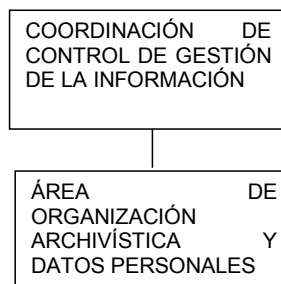 COORDINACIÓN DE
CONTROL DE GESTIÓN
DE LA INFORMACIÓN
ÁREA DE
ORGANIZACIÓN
ARCHIVÍSTICA Y
DATOS PERSONALES